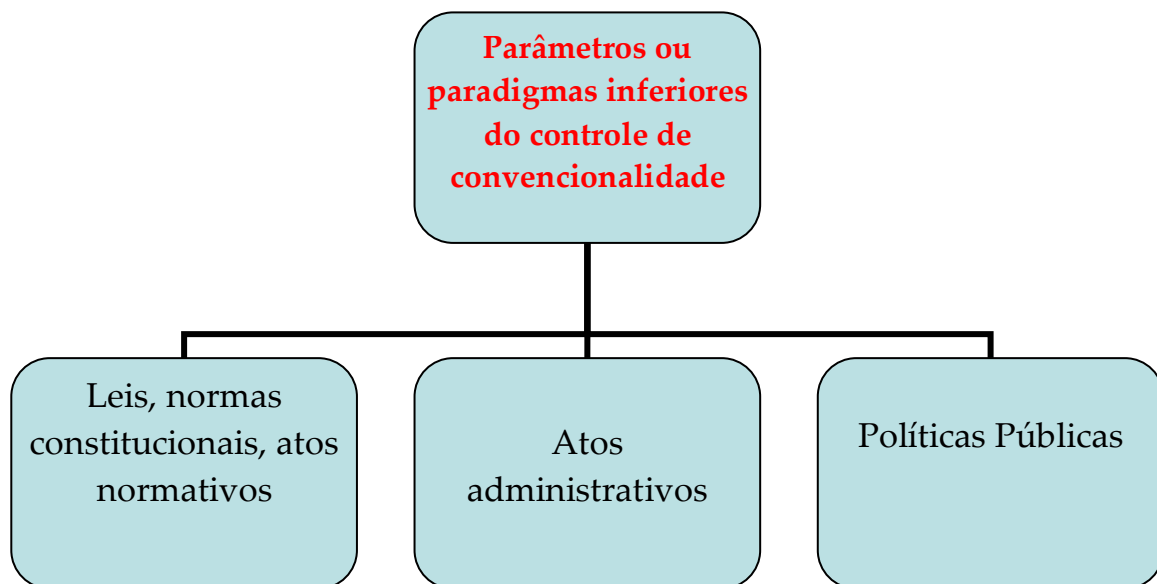 Parâmetros ou
paradigmas inferiores
do controle de
convencionalidade
Leis, normas
constitucionais, atos
normativos
Atos
administrativos
Políticas Públicas